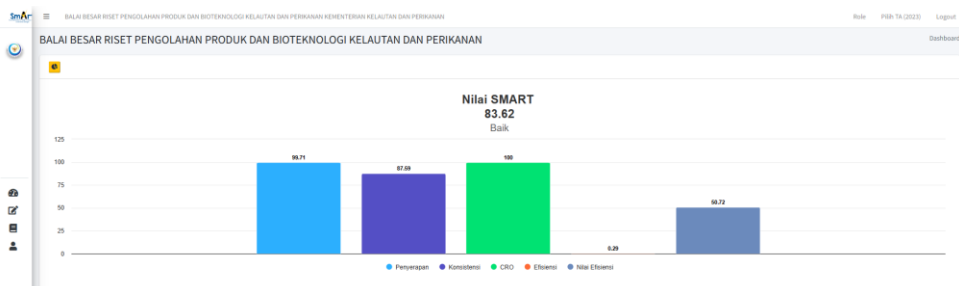 SmArt
BALAI BESAR RISET PENGOLAHAN PRODUK DAN BIOTEKNOLOGI KELAUTAN DAN PERIKANAN KEMENTERIAN KELAUTAN DAN PERIKANAN
Role
Pilih TA (2023)
Logout
BALAI BESAR RISET PENGOLAHAN PRODUK DAN BIOTEKNOLOGI KELAUTAN DAN PERIKANAN
Dashboard
Nilai SMART
83.62
Baik
125
100
75
50
25
0
99.71
87.69
100
0.29
50.72
Penyerapan
Konsistensi
CRO
Efisiensi
Nilai Efisiensi